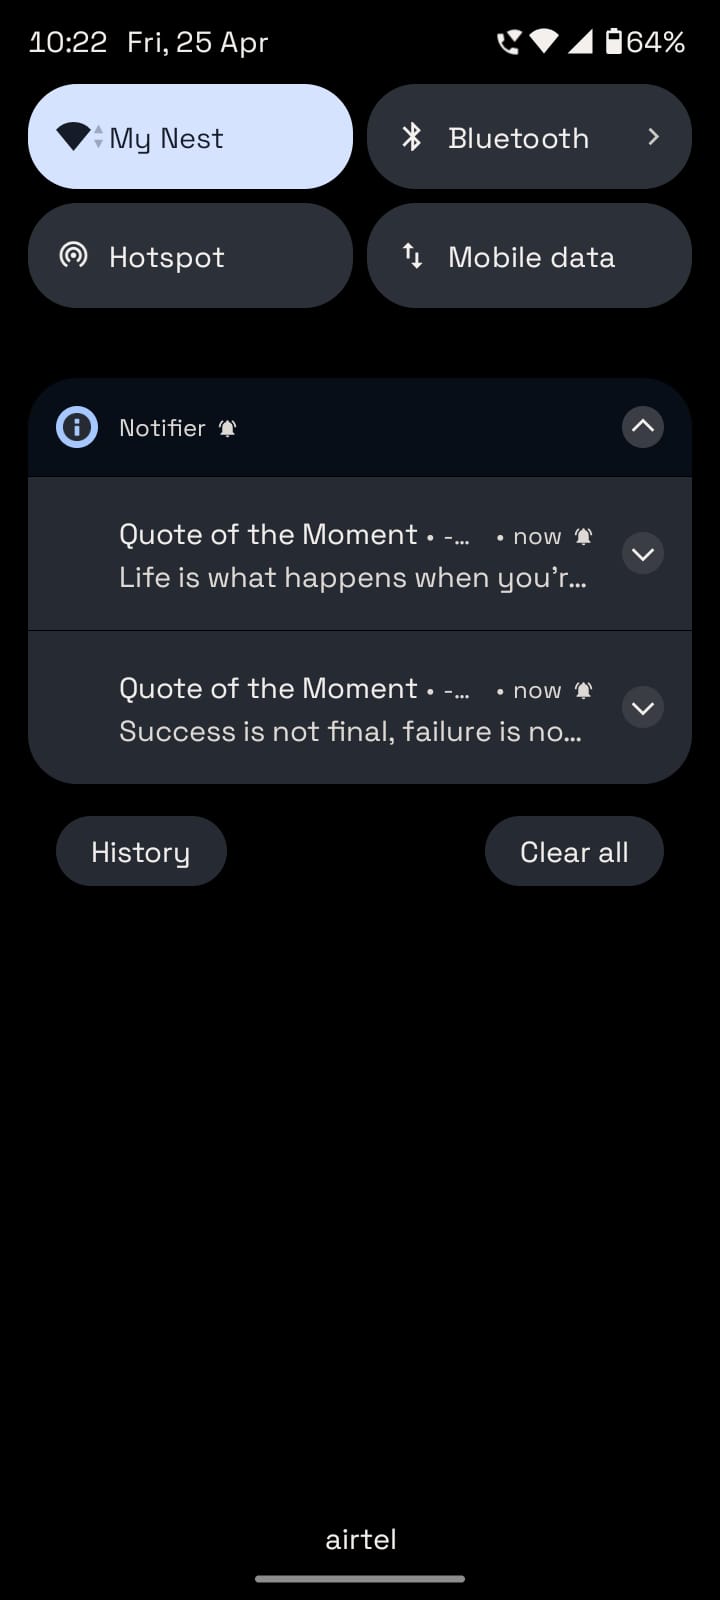 10:22 Fri, 25 Apr 64%
My Nest
Bluetooth
Hotspot
Mobile data
Notifier
Quote of the Moment • -… • now
Life is what happens when you’r…
Quote of the Moment • -… • now
Success is not final, failure is no…
History
Clear all
airtel